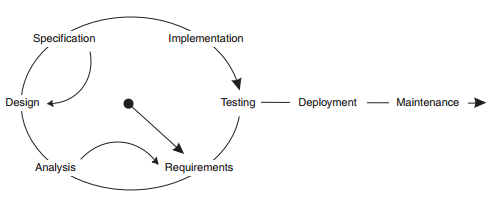 Specification
Implementation
Design
Testing
Deployment
Maintenance
Analysis
Requirements